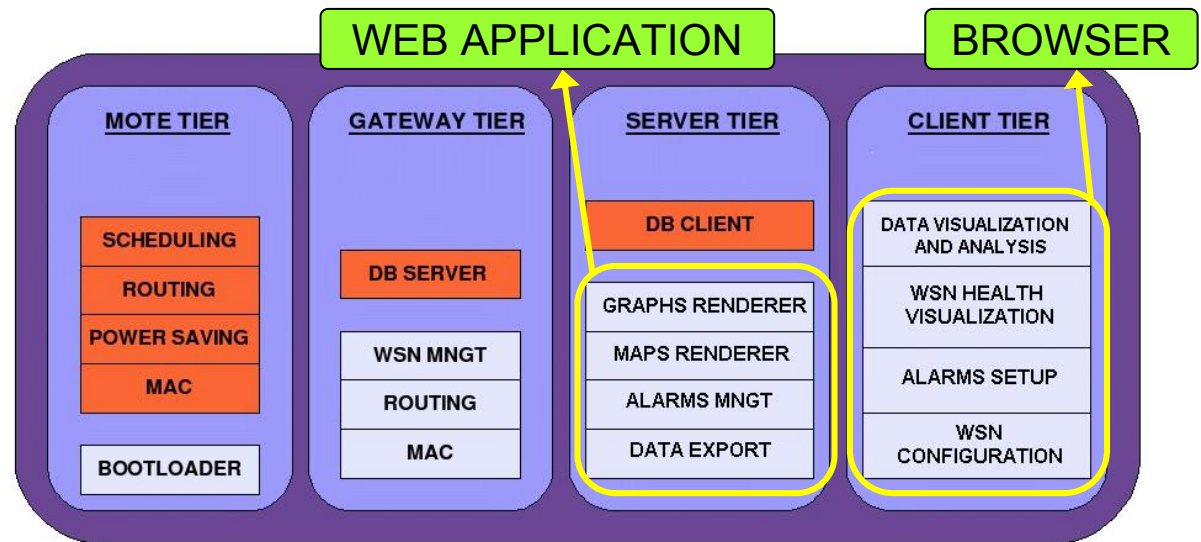 WEB APPLICATION
BROWSER
MOTE TIER
SCHEDULING
ROUTING
POWER SAVING
MAC
BOOTLOADER
GATEWAY TIER
DB SERVER
WSN MNGT
ROUTING
MAC
SERVER TIER
DB CLIENT
GRAPHS RENDERER
MAPS RENDERER
ALARMS MNGT
DATA EXPORT
CLIENT TIER
DATA VISUALIZATION
AND ANALYSIS
WSN HEALTH
VISUALIZATION
ALARMS SETUP
WSN
CONFIGURATION